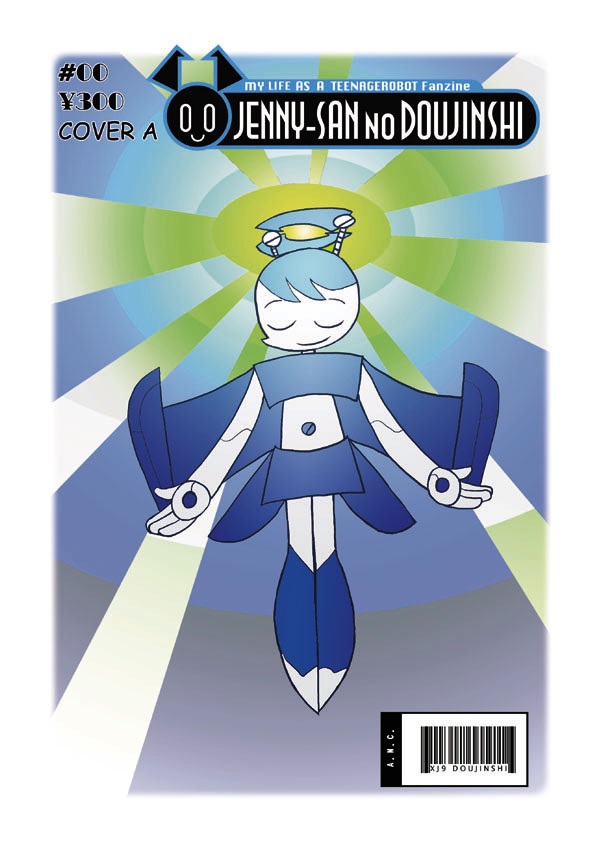 #00
¥300
COVER A
MY LIFE AS A TEENAGEROBOT Fanzine
JENNY-SAN NO DOUJINSHI
A.M.C.
XJ9 DOUJINSHI